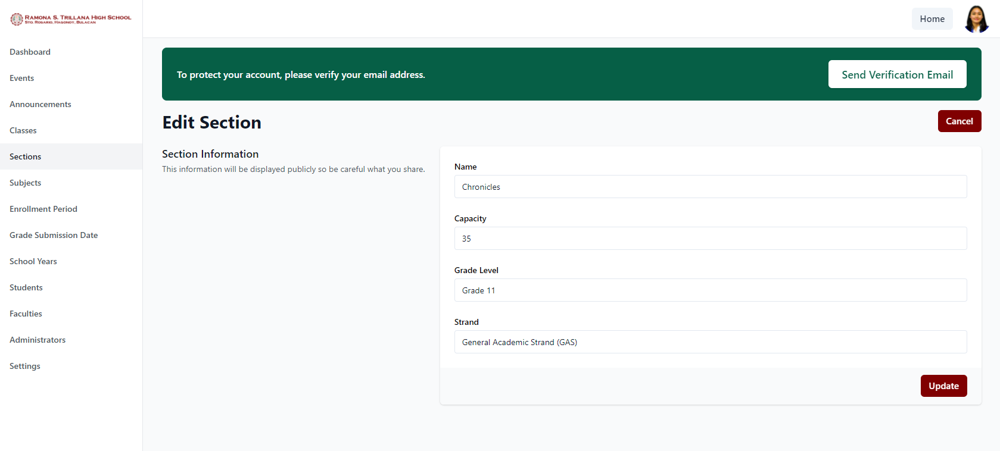 RAMONA S. TRILLANA HIGH SCHOOL
STO. ROSARIO, HAGONOY, BULACAN
Home
Dashboard
Events
Announcements
Classes
Sections
Subjects
Enrollment Period
Grade Submission Date
School Years
Students
Faculties
Administrators
Settings
To protect your account, please verify your email address.
Send Verification Email
Edit Section
Cancel
Section Information
This information will be displayed publicly so be careful what you share.
Name
Chronicles
Capacity
35
Grade Level
Grade 11
Strand
General Academic Strand (GAS)
Update